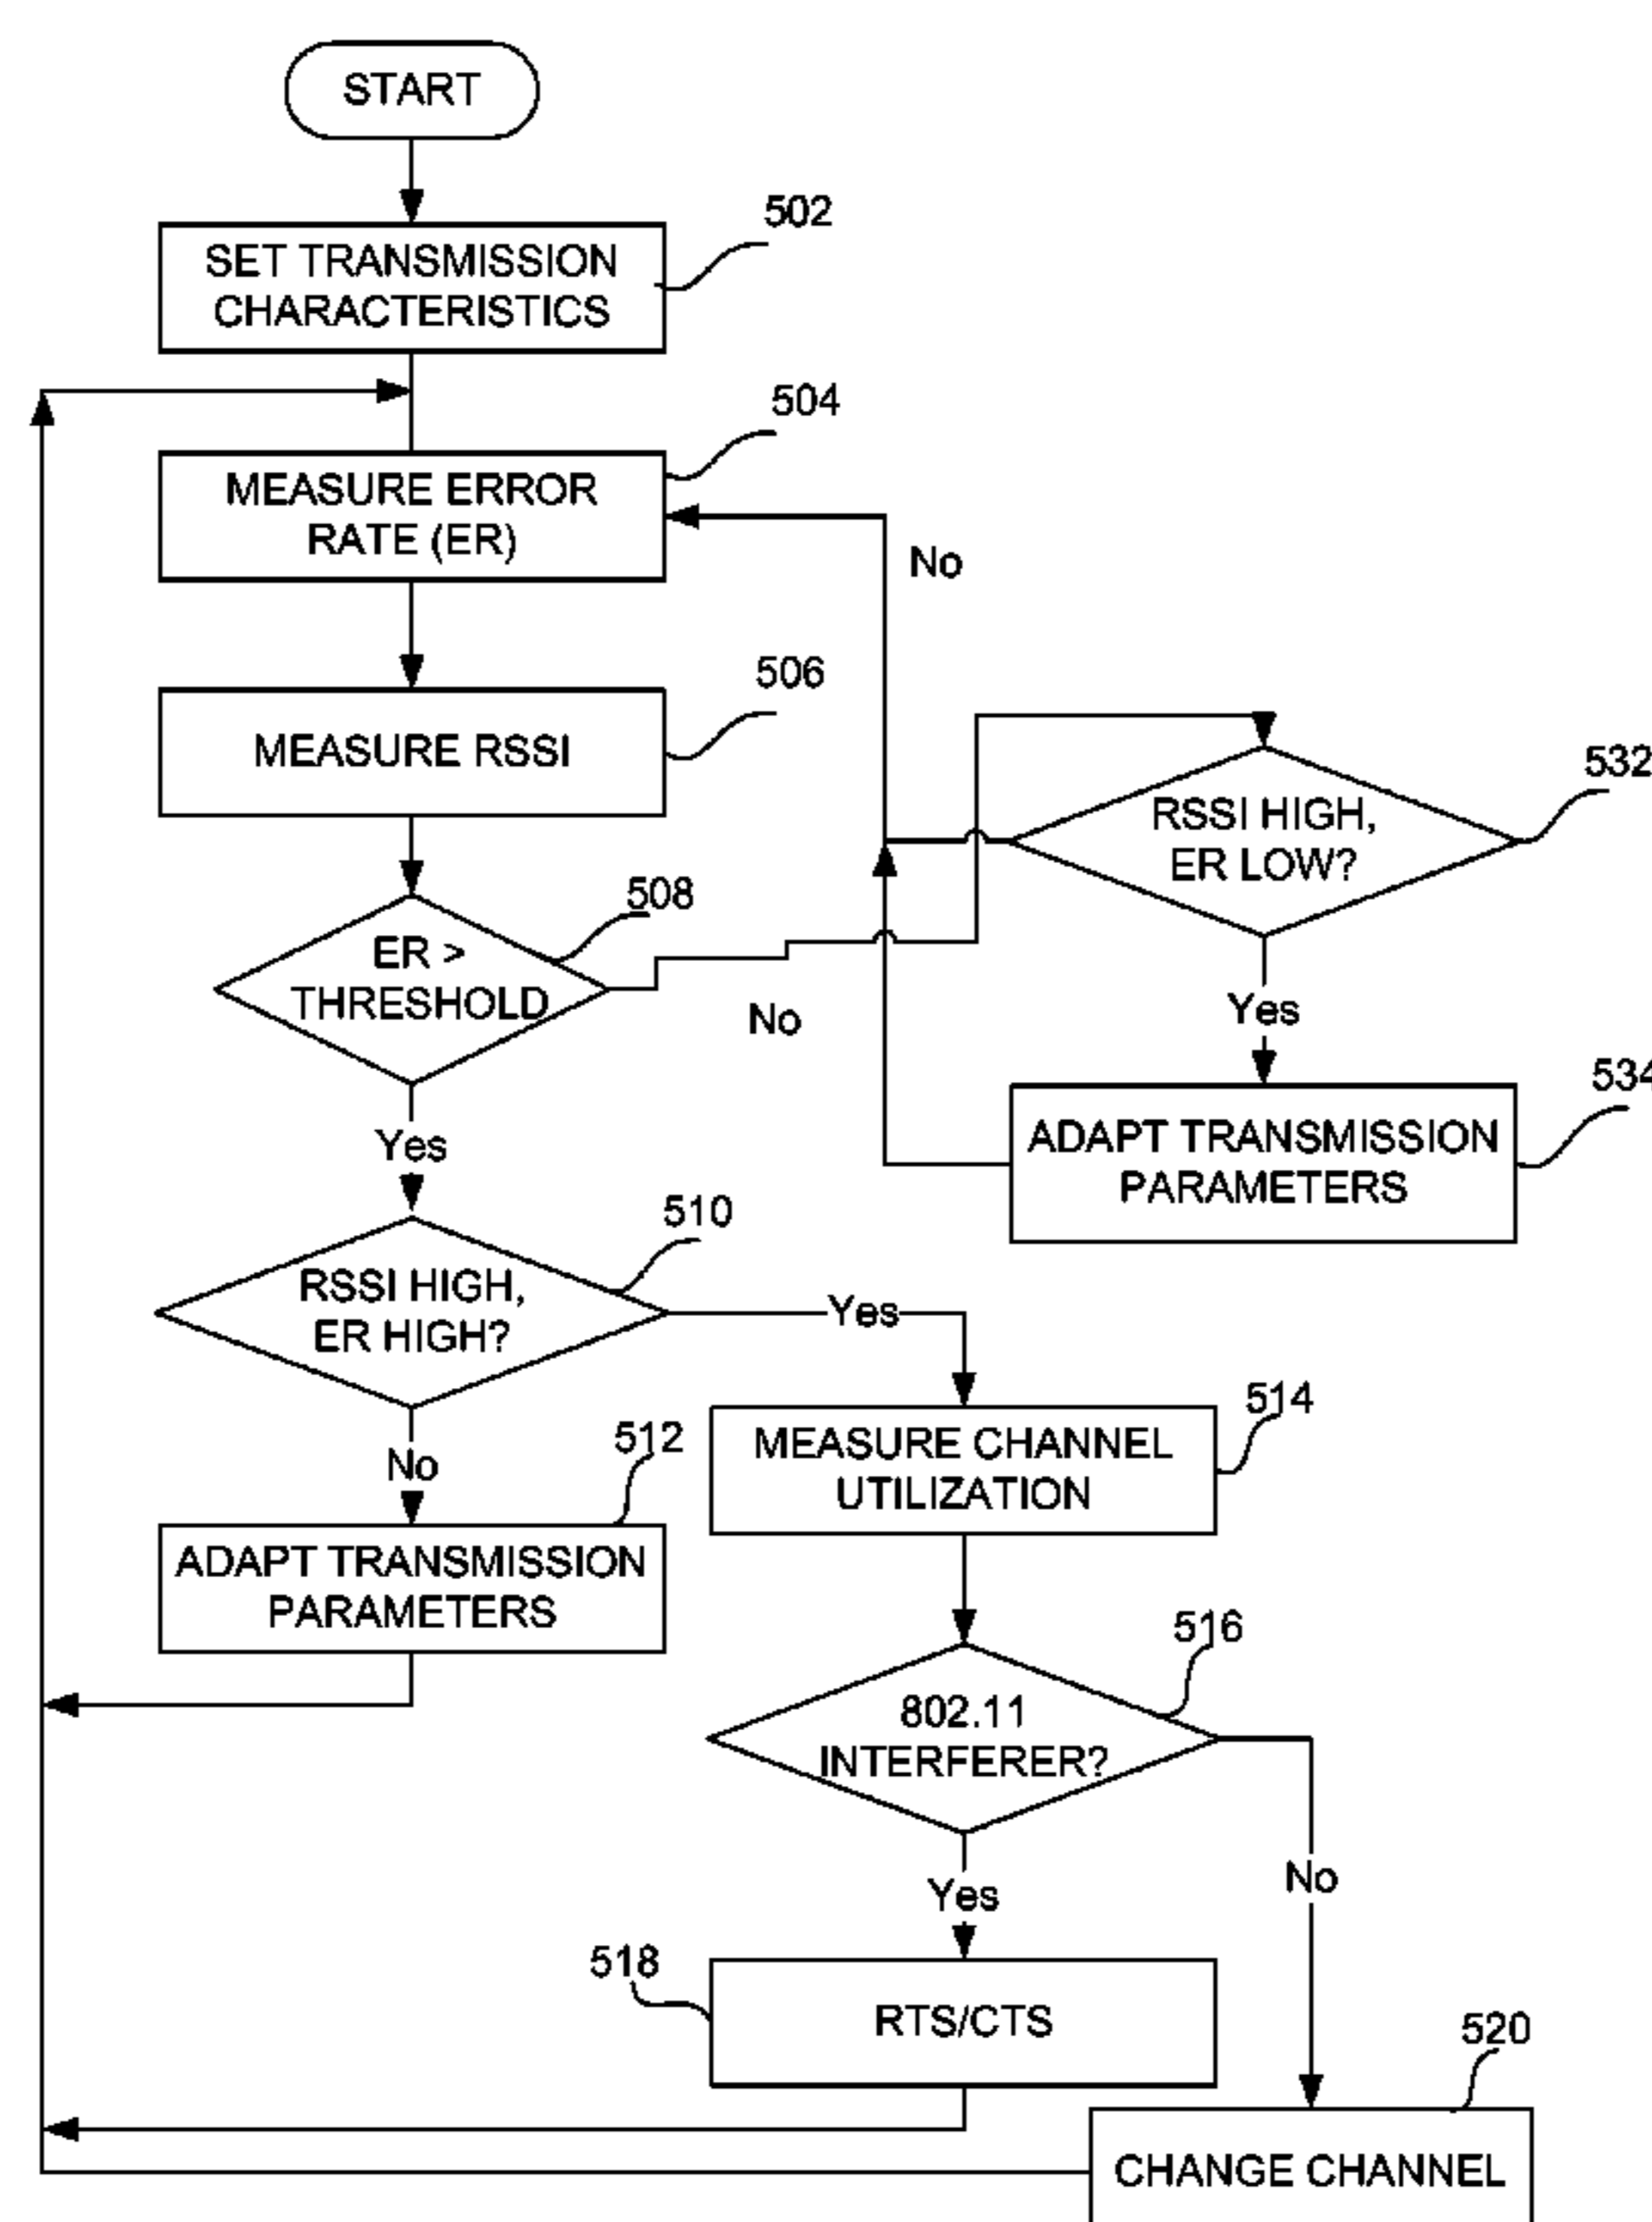 START
502
SET TRANSMISSION
CHARACTERISTICS
504
MEASURE ERROR
RATE (ER)
No
506
MEASURE RSSI
532
RSSI HIGH,
ER LOW?
508
ER >
THRESHOLD
No
Yes
534
ADAPT TRANSMISSION
PARAMETERS
Yes
510
RSSI HIGH,
ER HIGH?
Yes
514
MEASURE CHANNEL
UTILIZATION
No
512
ADAPT TRANSMISSION
PARAMETERS
516
802.11
INTERFERER?
No
Yes
518
RTS/CTS
520
CHANGE CHANNEL